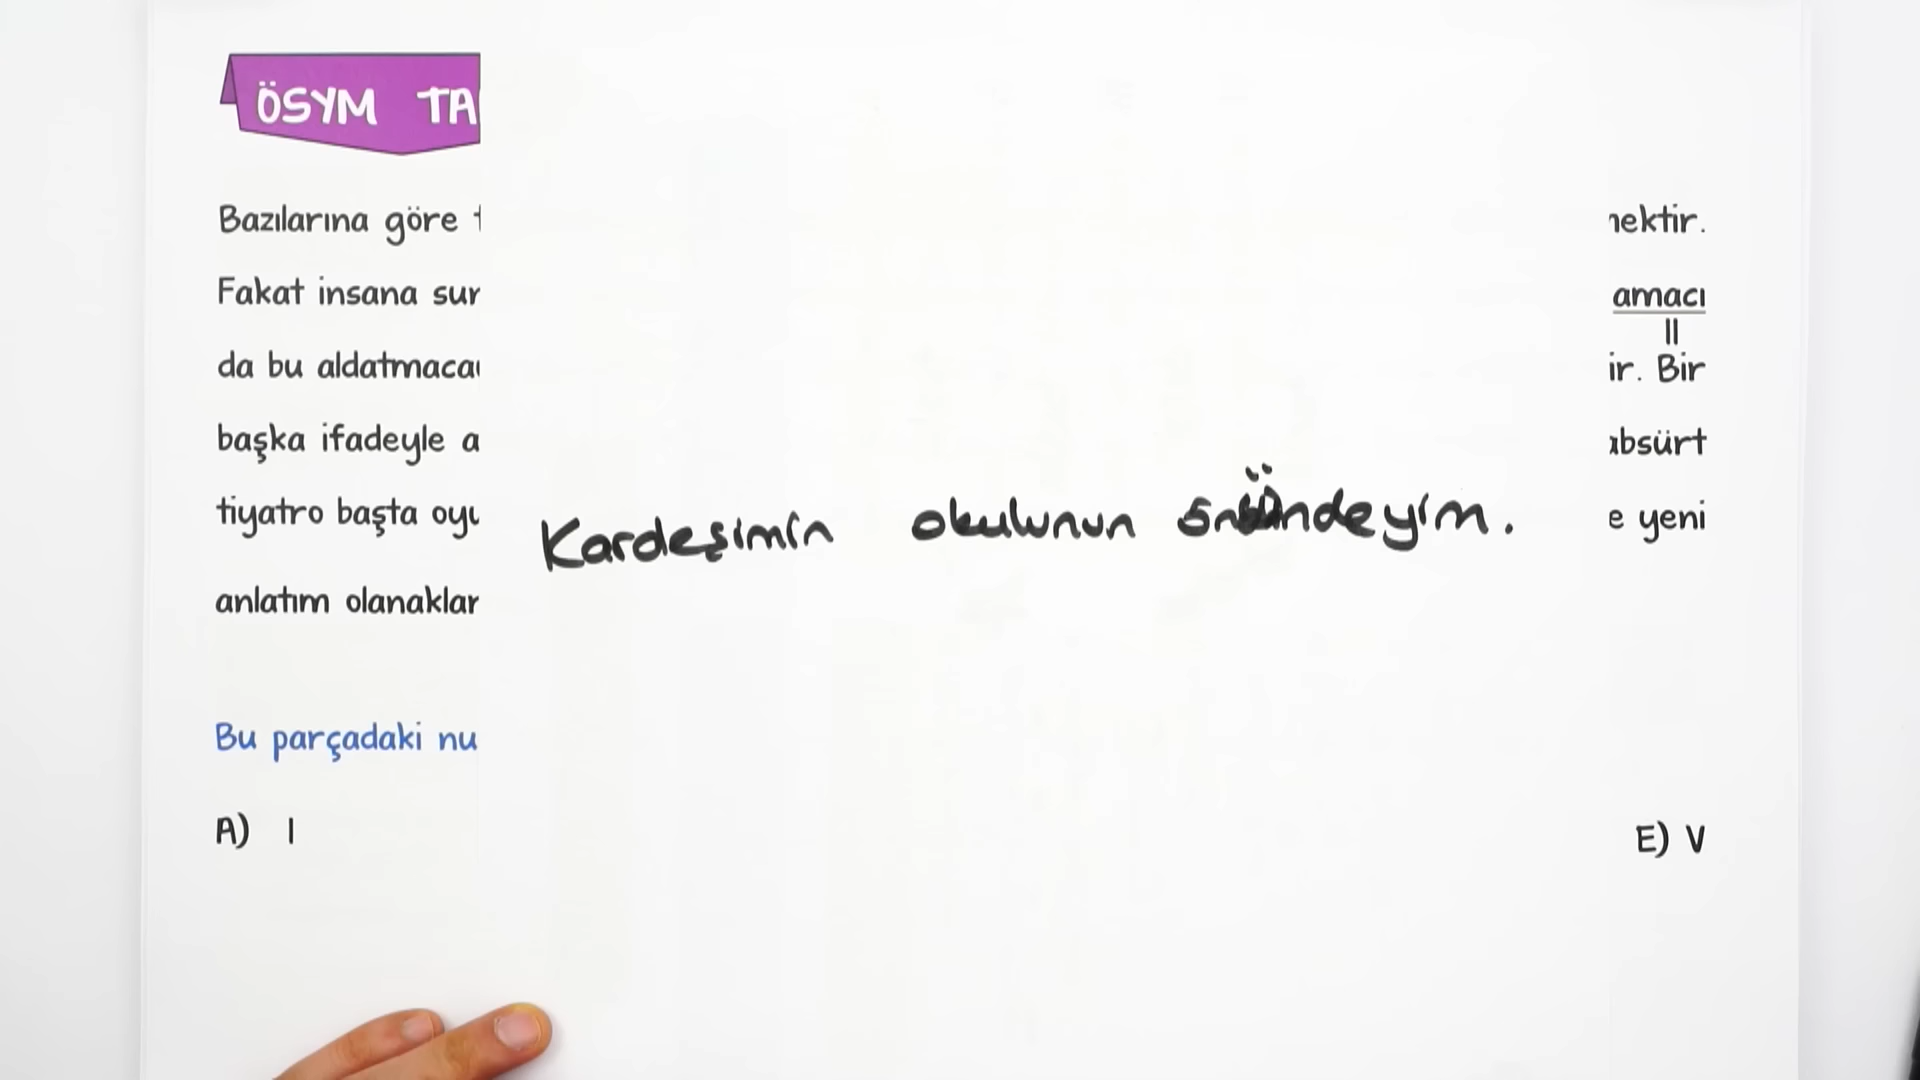 ÖSYM TA
Bazılarına göre
nektir.
Fakat insana sur
amacı
II
da bu aldatmaca
ir. Bir
başka ifadeyle a
absürt
tiyatro başta oyu
e yeni
Kardeşimin okulunun önündeyim.
anlatım olanaklar
Bu parçadaki nu
A) I
E) V